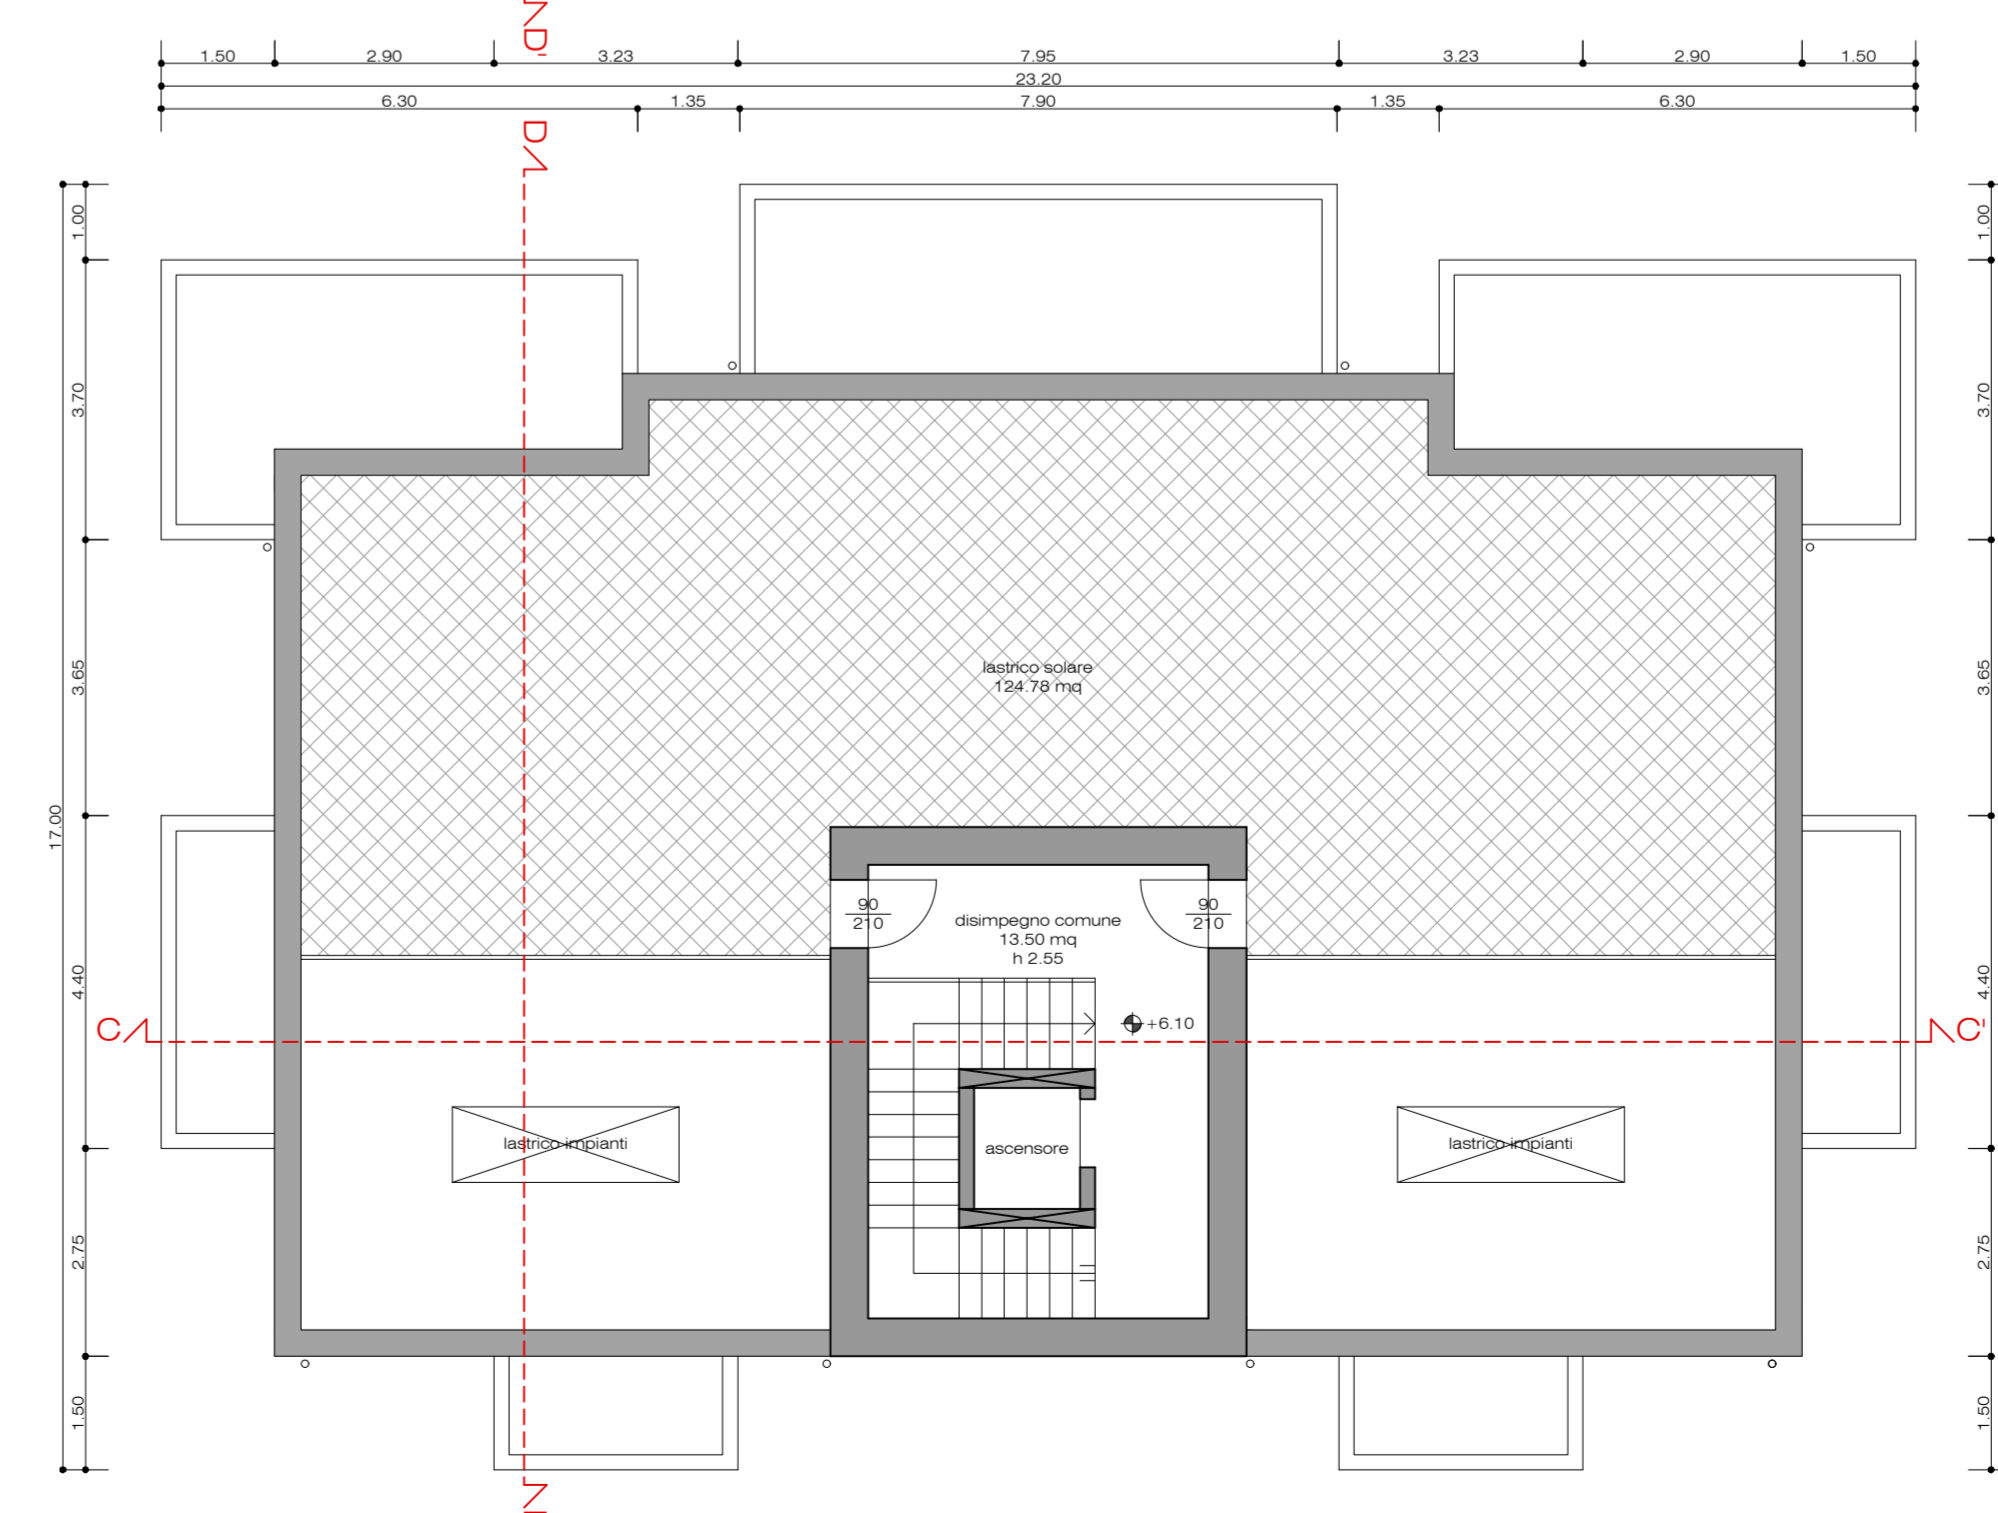 D'
1.50 2.90 3.23 7.95 3.23 2.90 1.50
23.20
6.30 1.35 7.90 1.35 6.30
D
1.00 1.00
3.70 3.70
3.65 3.65
lastrico solare
124.78 mq
17.00
90 90
210 210
disimpegno comune
13.50 mq
h 2.55
4.40 4.40
C +6.10 C'
lastrico impianti ascensore lastrico impianti
2.75 2.75
1.50 1.50